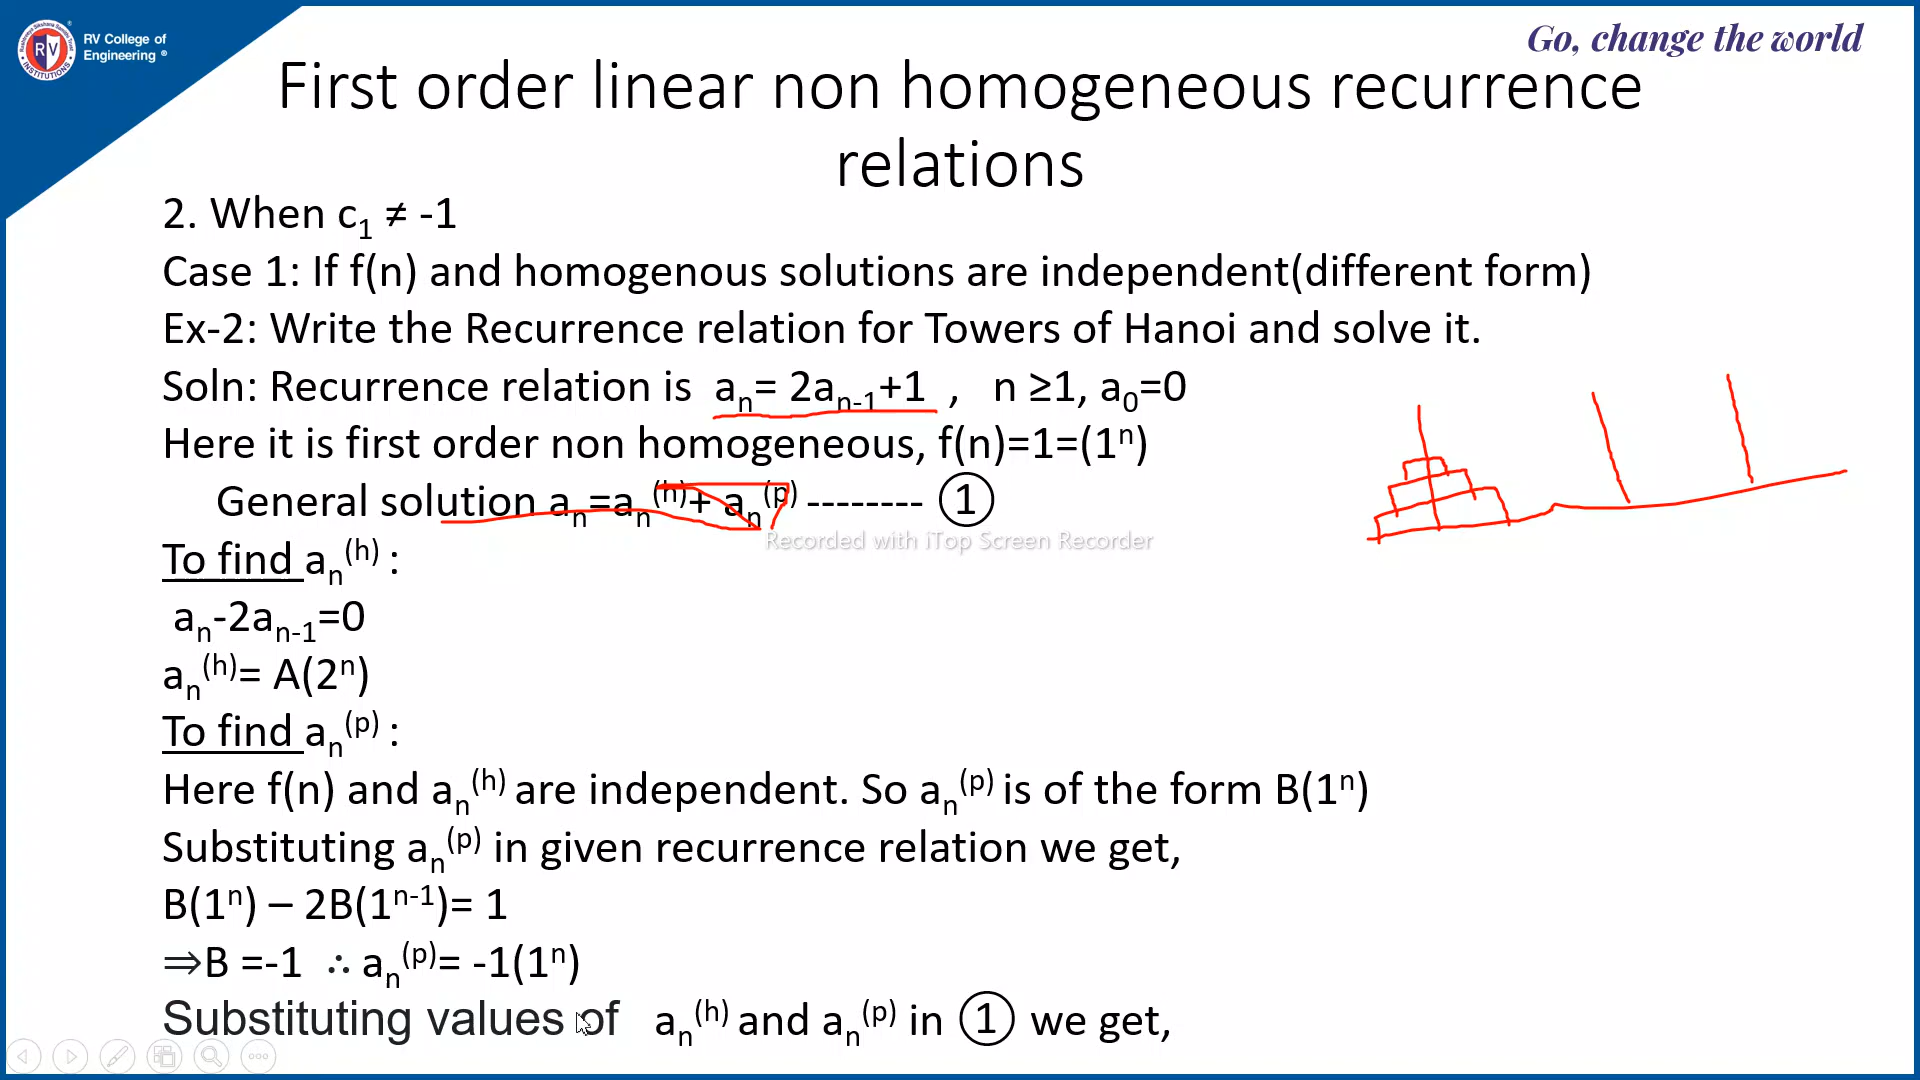 RV College of
Engineering ®
Go, change the world
First order linear non homogeneous recurrence
relations
2. When c₁ ≠ -1
Case 1: If f(n) and homogenous solutions are independent(different form)
Ex-2: Write the Recurrence relation for Towers of Hanoi and solve it.
Soln: Recurrence relation is aₙ= 2aₙ₋₁+1 , n ≥1, a₀=0
Here it is first order non homogeneous, f(n)=1=(1ⁿ)
General solution aₙ=aₙ⁽ʰ⁾+ aₙ⁽ᵖ⁾ -------- ①
Recorded with iTop Screen Recorder
To find aₙ⁽ʰ⁾ :
aₙ-2aₙ₋₁=0
aₙ⁽ʰ⁾= A(2ⁿ)
To find aₙ⁽ᵖ⁾ :
Here f(n) and aₙ⁽ʰ⁾ are independent. So aₙ⁽ᵖ⁾ is of the form B(1ⁿ)
Substituting aₙ⁽ᵖ⁾ in given recurrence relation we get,
B(1ⁿ) – 2B(1ⁿ⁻¹)= 1
⇒B =-1 ∴ aₙ⁽ᵖ⁾= -1(1ⁿ)
Substituting values of aₙ⁽ʰ⁾ and aₙ⁽ᵖ⁾ in ① we get,